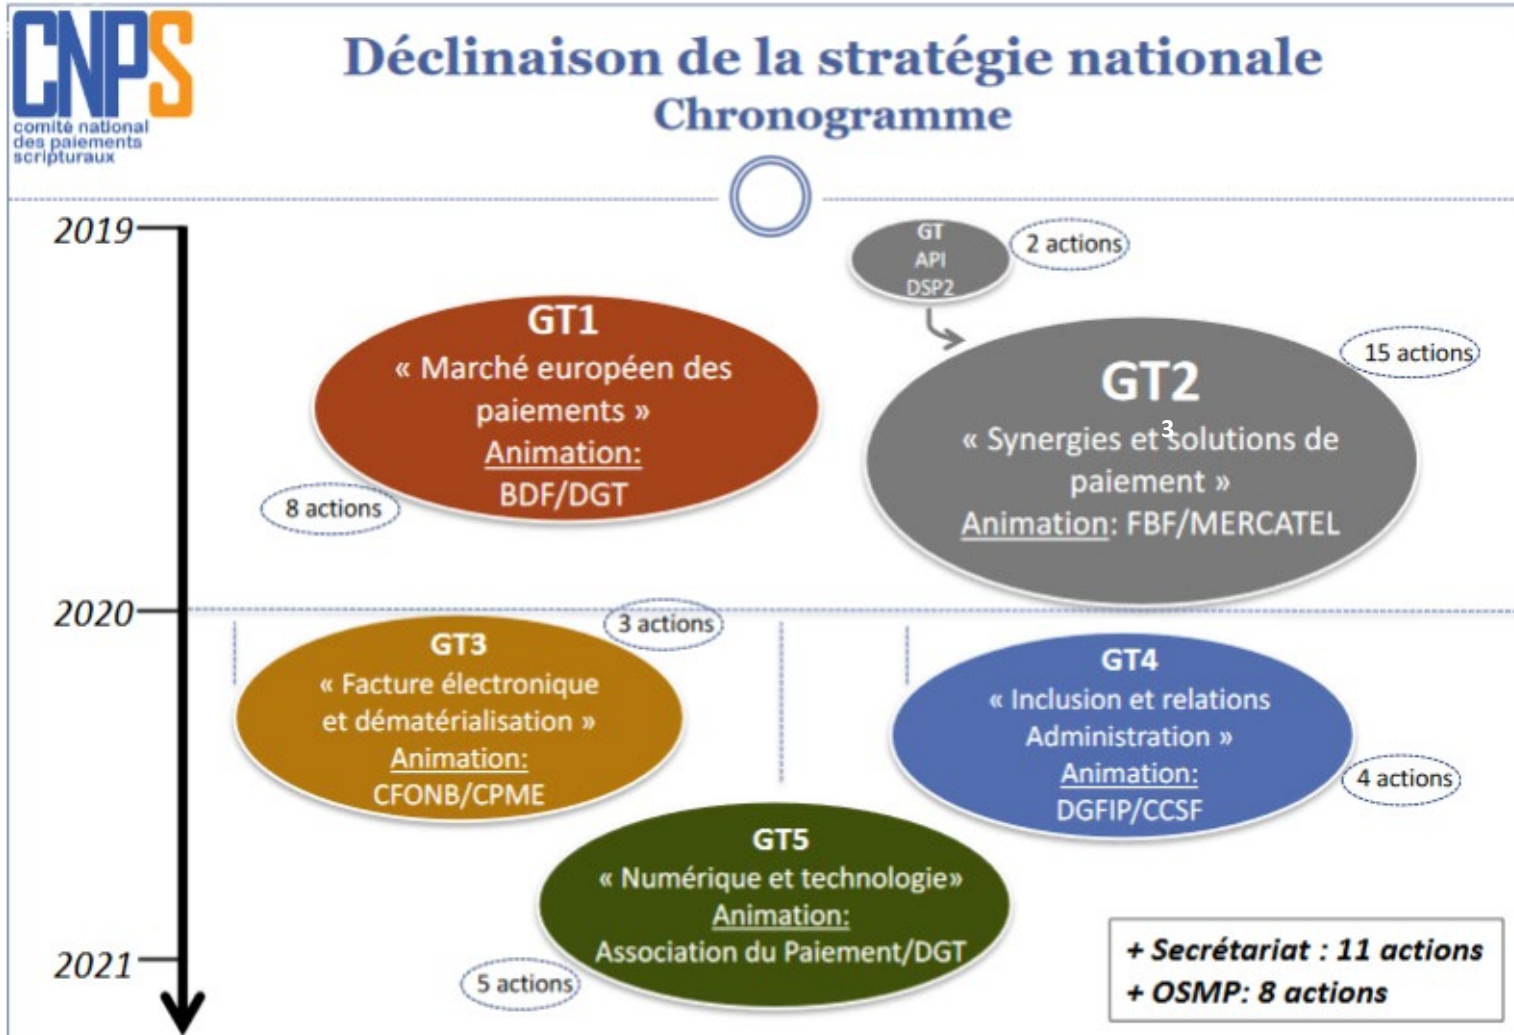 CNPS
comité national
des paiements
scripturaux
Déclinaison de la stratégie nationale
Chronogramme
2019
GT
API
DSP2
2 actions
GT1
« Marché européen des
paiements »
Animation:
BDF/DGT
8 actions
15 actions
GT2
3
« Synergies et solutions de
paiement »
Animation: FBF/MERCATEL
2020
3 actions
GT3
« Facture électronique
et dématérialisation »
Animation:
CFONB/CPME
GT4
« Inclusion et relations
Administration »
Animation:
DGFIP/CCSF
4 actions
GT5
« Numérique et technologie»
Animation:
Association du Paiement/DGT
5 actions
2021
+ Secrétariat : 11 actions
+ OSMP: 8 actions